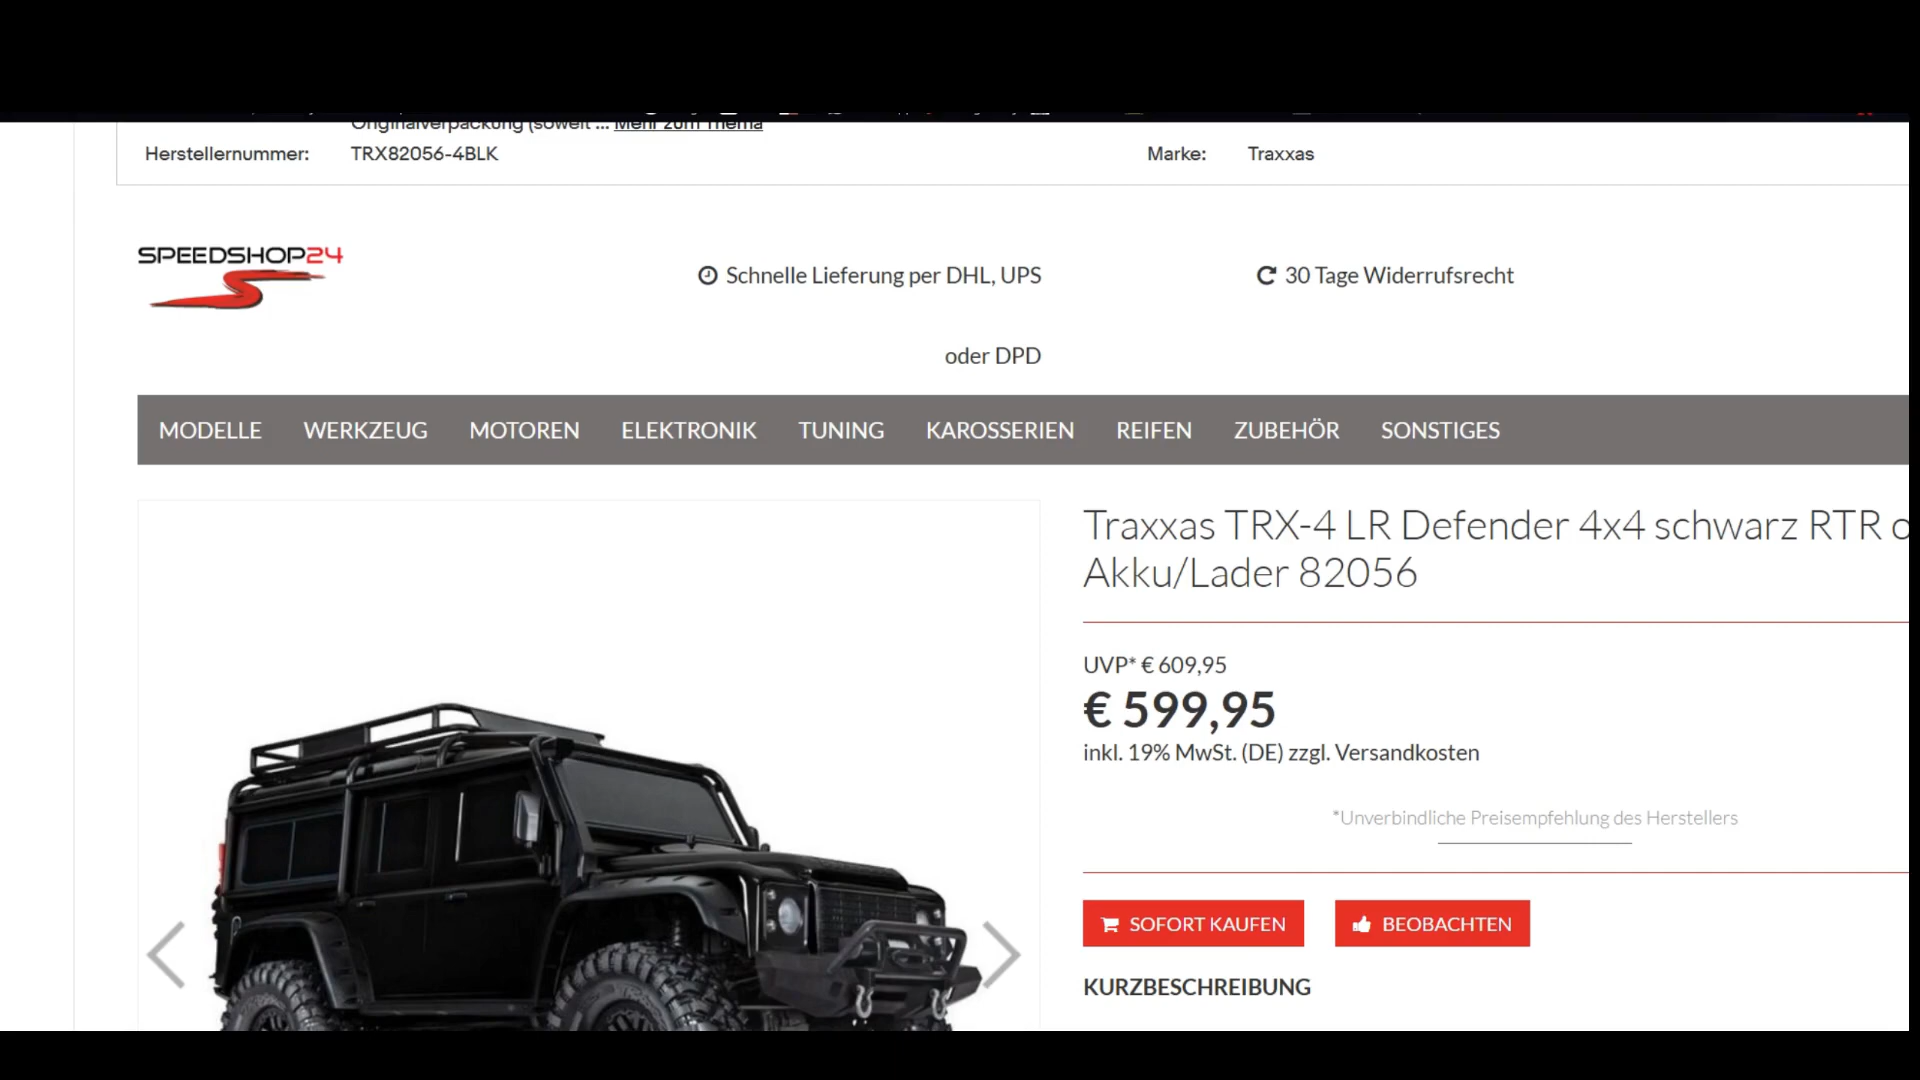 Originalverpackung (soweit ... Mehr zum Thema
Herstellernummer: TRX82056-4BLK Marke: Traxxas
SPEEDSHOP24
Schnelle Lieferung per DHL, UPS
oder DPD
30 Tage Widerrufsrecht
MODELLE WERKZEUG MOTOREN ELEKTRONIK TUNING KAROSSERIEN REIFEN ZUBEHÖR SONSTIGES
Traxxas TRX-4 LR Defender 4x4 schwarz RTR
Akku/Lader 82056
UVP* € 609,95
€ 599,95
inkl. 19% MwSt. (DE) zzgl. Versandkosten
*Unverbindliche Preisempfehlung des Herstellers
SOFORT KAUFEN BEOBACHTEN
KURZBESCHREIBUNG